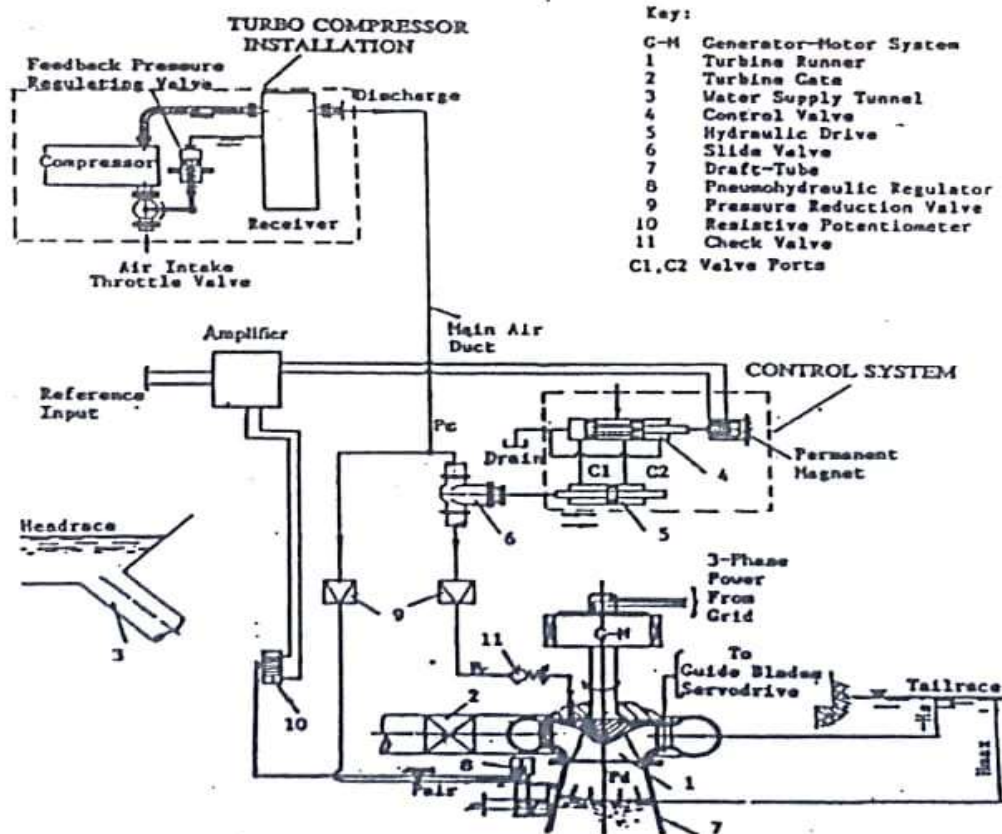 TURBO COMPRESSOR
INSTALLATION
Feedback Pressure
Regulating Valve
Discharge
Compressor
Receiver
Air Intake
Throttle Valve
Key:
G-M Generator-Motor System
1 Turbine Runner
2 Turbine Gate
3 Water Supply Tunnel
4 Control Valve
5 Hydraulic Drive
6 Slide Valve
7 Draft-Tube
8 Pneumohydraulic Regulator
9 Pressure Reduction Valve
10 Resistive Potentiometer
11 Check Valve
C1,C2 Valve Ports
Main Air
Duct
Amplifier
Reference
Input
CONTROL SYSTEM
Drain
C1
C2
4
Permanent
Magnet
5
6
Headrace
3
9
3-Phase
Power
From
Grid
G-M
11
To
Guide Blades
Servodrive
Tailrace
Hs
Hmax
10
2
8
Pair
Pd
1
7